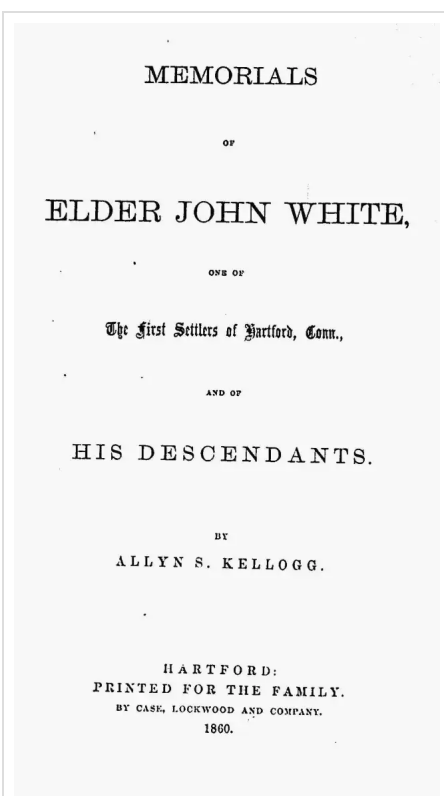 MEMORIALS
OF
ELDER JOHN WHITE,
ONE OF
The First Settlers of Hartford, Conn.,
AND OF
HIS DESCENDANTS.
BY
ALLYN S. KELLOGG.
HARTFORD:
PRINTED FOR THE FAMILY.
BY CASE, LOCKWOOD AND COMPANY.
1860.